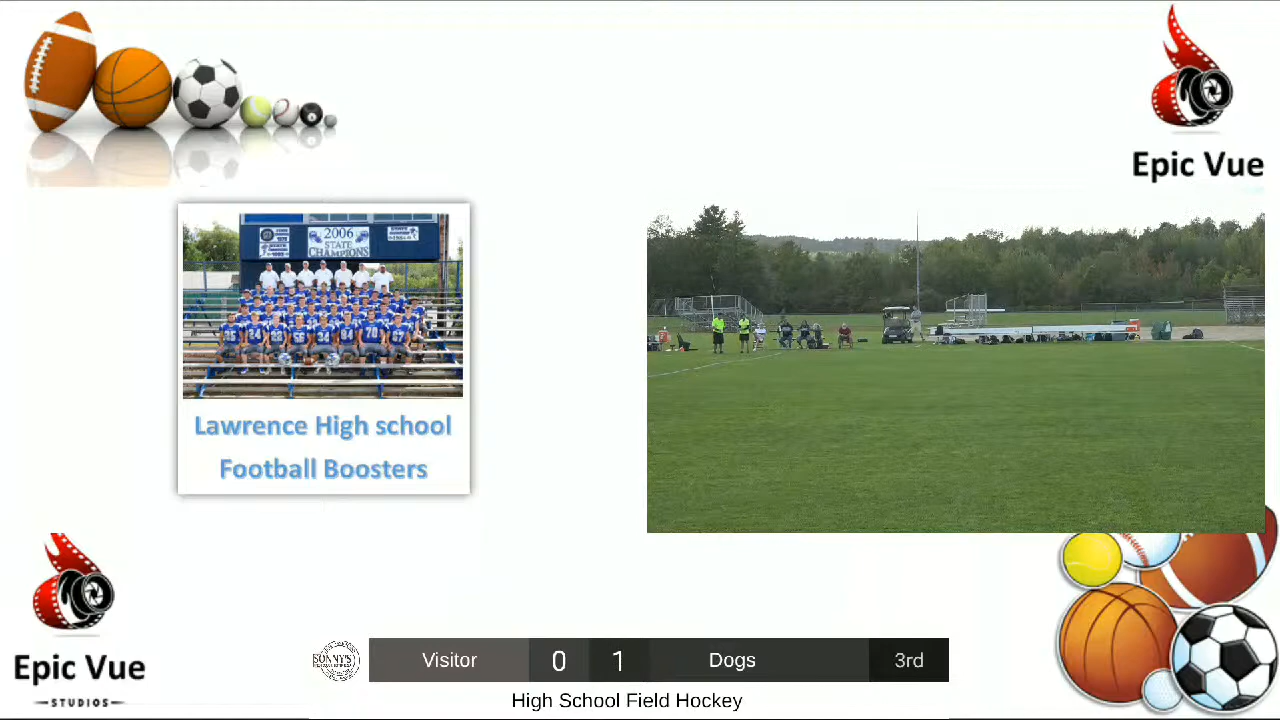 Epic Vue
2006
STATE
CHAMPIONS
Lawrence High school
Football Boosters
Epic Vue
STUDIOS
SONNY'S
Visitor 0 1 Dogs 3rd
High School Field Hockey